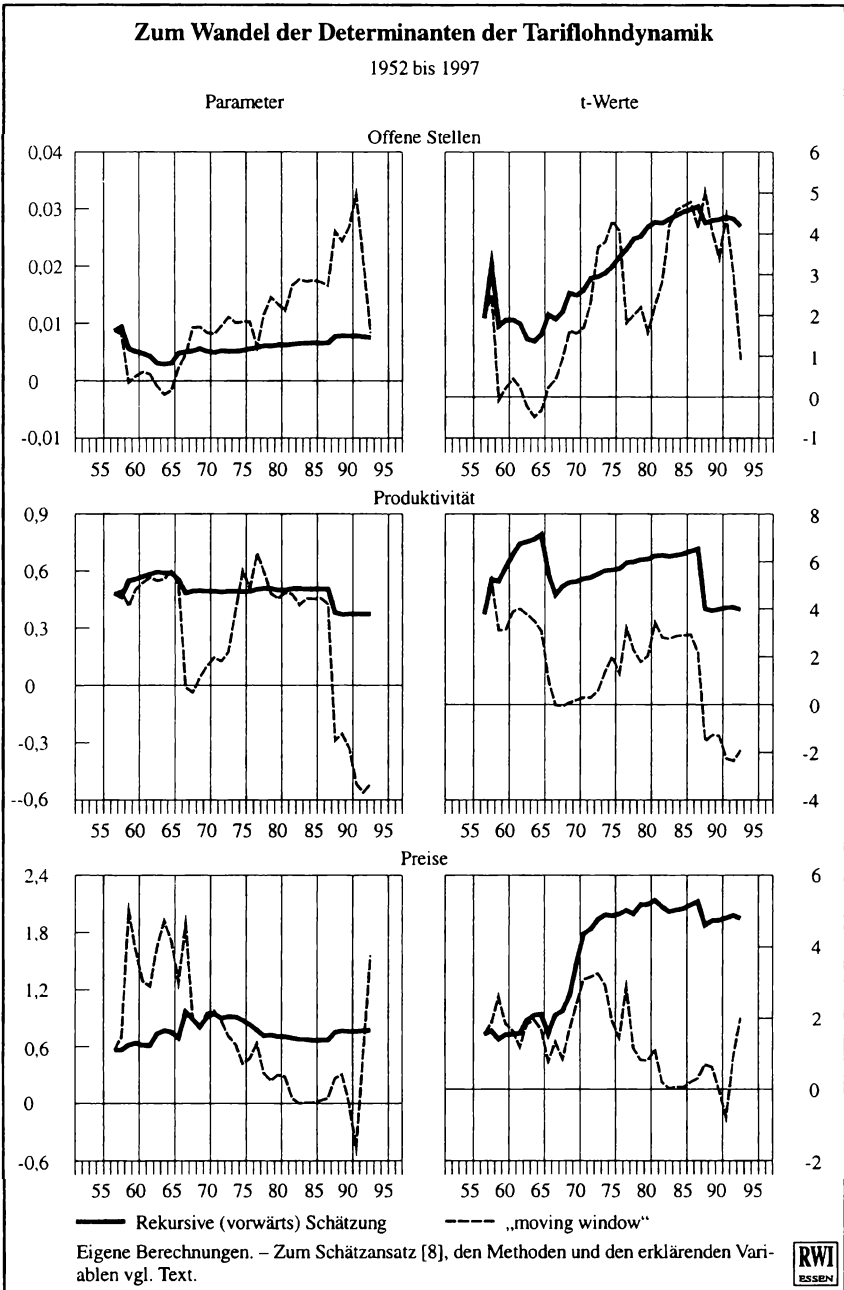 Zum Wandel der Determinanten der Tariflohndynamik
1952 bis 1997
Parameter t-Werte
Offene Stellen
0,04
0,03
0,02
0,01
0
-0,01
6
5
4
3
2
1
0
-1
55 60 65 70 75 80 85 90 95
55 60 65 70 75 80 85 90 95
Produktivität
0,9
0,6
0,3
0
-0,3
--0,6
8
6
4
2
0
-2
-4
55 60 65 70 75 80 85 90 95
55 60 65 70 75 80 85 90 95
Preise
2,4
1,8
1,2
0,6
0
-0,6
6
4
2
0
-2
55 60 65 70 75 80 85 90 95
55 60 65 70 75 80 85 90 95
Rekursive (vorwärts) Schätzung „moving window“
Eigene Berechnungen. – Zum Schätzansatz [8], den Methoden und den erklärenden Vari-
ablen vgl. Text.
RWI
ESSEN